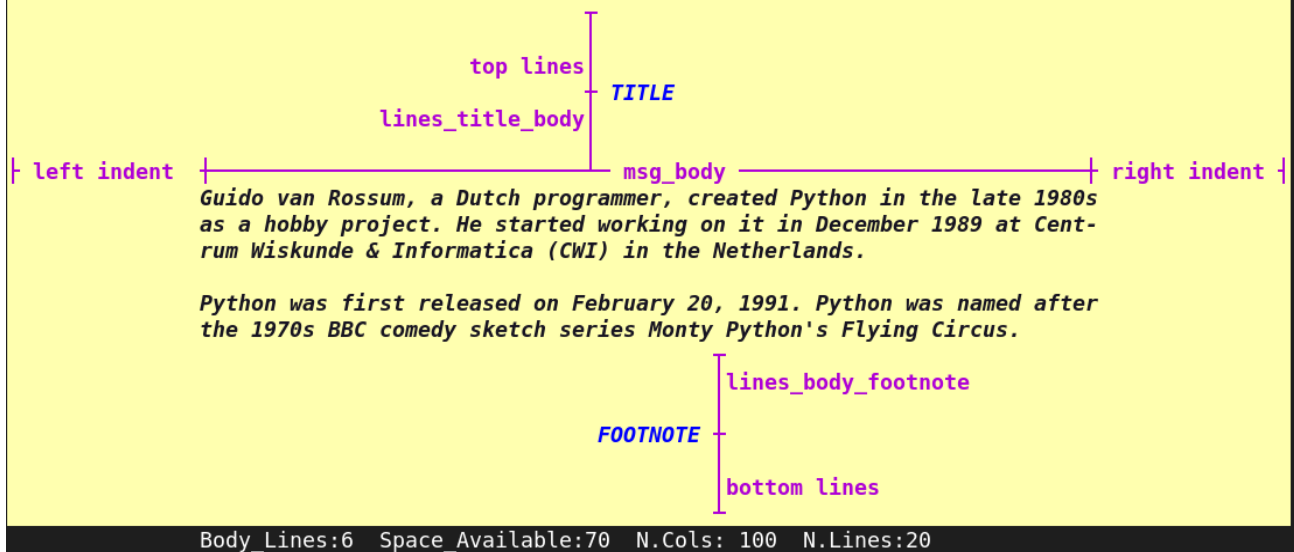 top lines
TITLE
lines_title_body
left indent msg_body right indent
Guido van Rossum, a Dutch programmer, created Python in the late 1980s
as a hobby project. He started working on it in December 1989 at Cent-
rum Wiskunde & Informatica (CWI) in the Netherlands.
Python was first released on February 20, 1991. Python was named after
the 1970s BBC comedy sketch series Monty Python's Flying Circus.
lines_body_footnote
FOOTNOTE
bottom lines
Body_Lines:6 Space_Available:70 N.Cols: 100 N.Lines:20